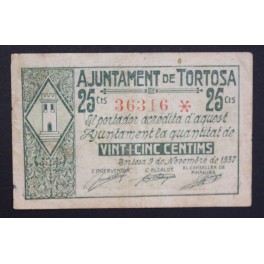 AJUNTAMENT DE TORTOSA
25 Cts 36316 * 25 Cts
El portador acredita d'aquest
Ajuntament la quantitat de
VINT-I-CINC CENTIMS
Tortosa 9 de Novembre de 1937
L'INTERVENTOR L'ALCALDE EL CONSELLER DE FINANCES